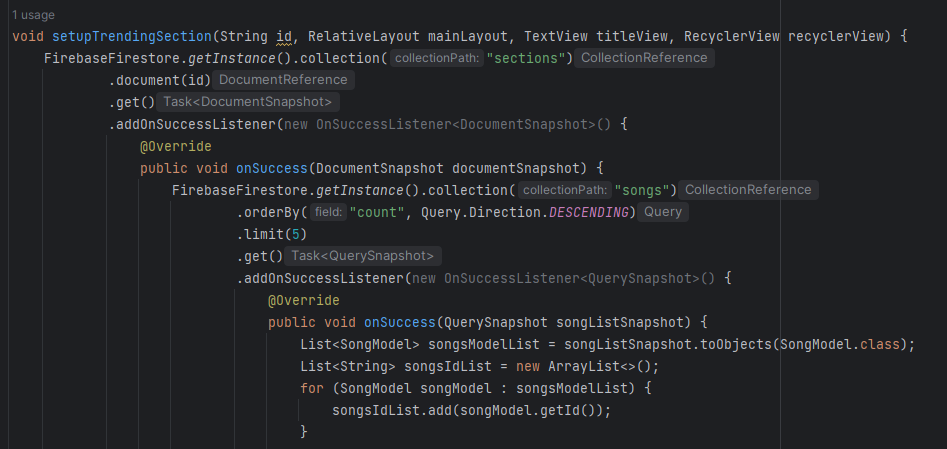 1 usage
void setupTrendingSection(String id, RelativeLayout mainLayout, TextView titleView, RecyclerView recyclerView) {
    FirebaseFirestore.getInstance().collection( collectionPath: "sections") CollectionReference
            .document(id) DocumentReference
            .get() Task<DocumentSnapshot>
            .addOnSuccessListener(new OnSuccessListener<DocumentSnapshot>() {
                @Override
                public void onSuccess(DocumentSnapshot documentSnapshot) {
                    FirebaseFirestore.getInstance().collection( collectionPath: "songs") CollectionReference
                            .orderBy( field: "count", Query.Direction.DESCENDING) Query
                            .limit(5)
                            .get() Task<QuerySnapshot>
                            .addOnSuccessListener(new OnSuccessListener<QuerySnapshot>() {
                                @Override
                                public void onSuccess(QuerySnapshot songListSnapshot) {
                                    List<SongModel> songsModelList = songListSnapshot.toObjects(SongModel.class);
                                    List<String> songsIdList = new ArrayList<>();
                                    for (SongModel songModel : songsModelList) {
                                        songsIdList.add(songModel.getId());
                                    }